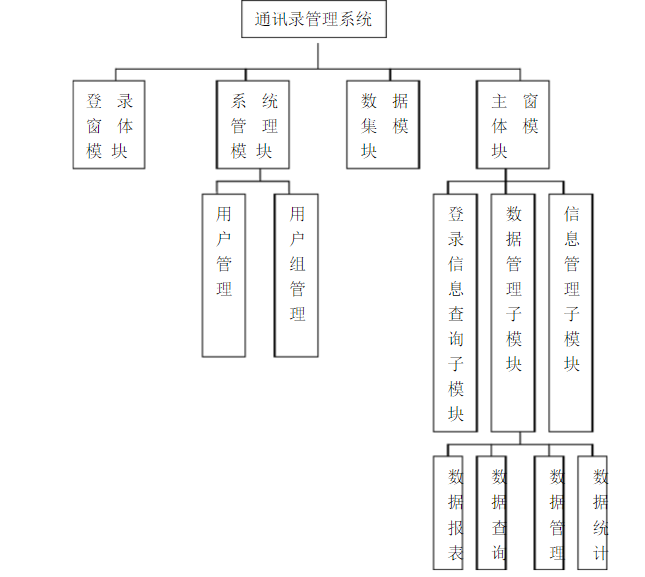 通讯录管理系统
登 录
窗 体
模 块
系 统
管 理
模 块
数 据
集 模
块
主 窗
体 模
块
用户管理
用户组管理
登录信息查询子模块
数据管理子模块
信息管理子模块
数据报表
数据查询
数据管理
数据统计